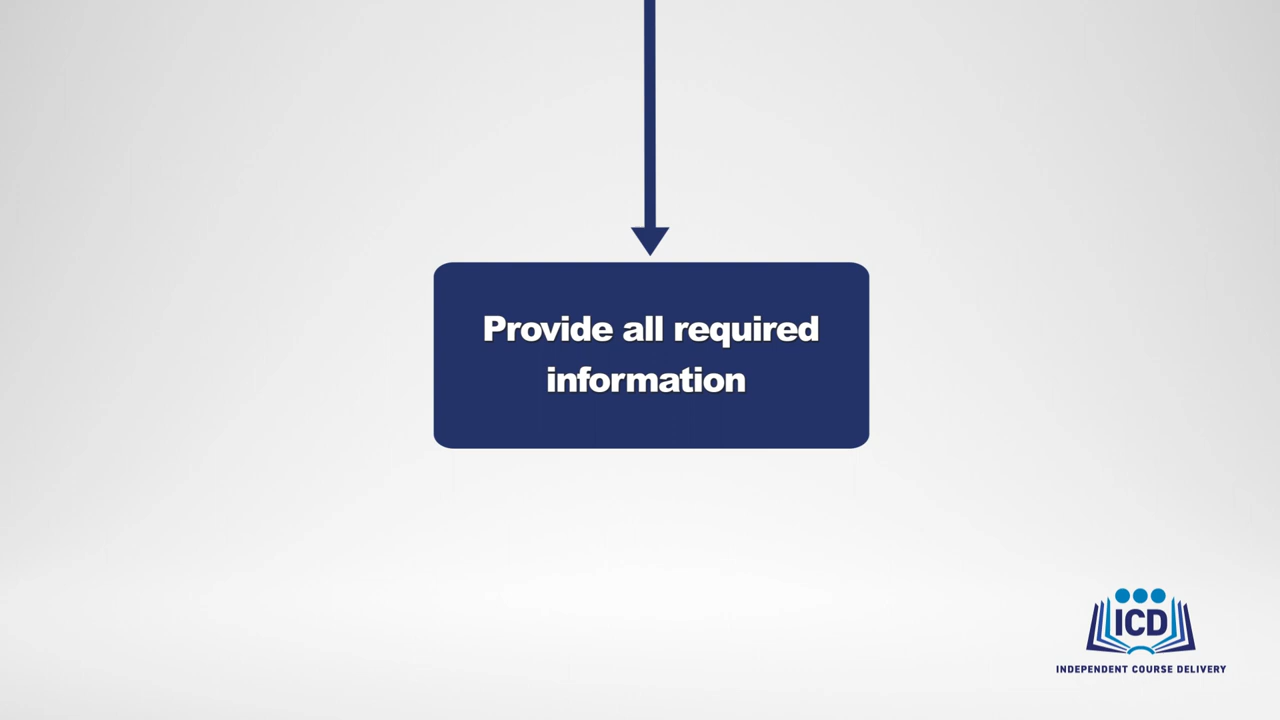 Provide all required
information
ICD
INDEPENDENT COURSE DELIVERY